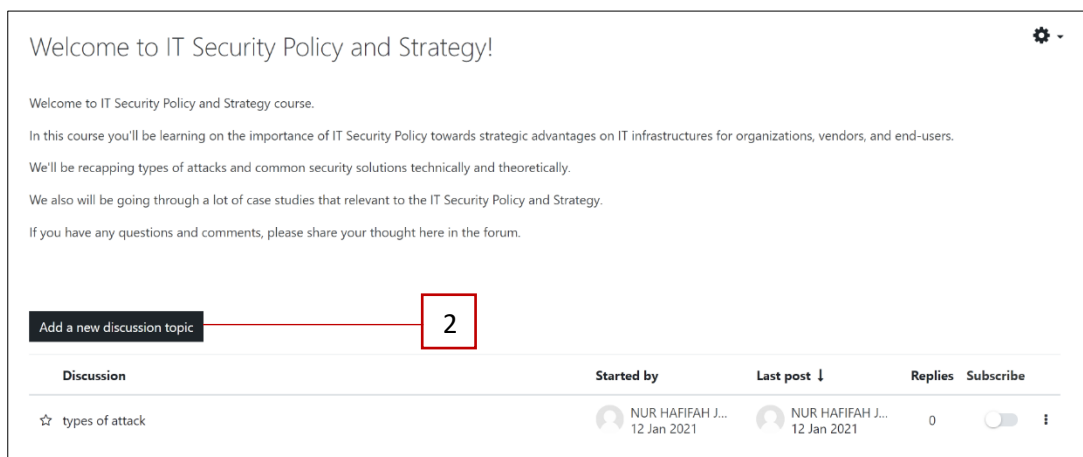 Welcome to IT Security Policy and Strategy!
Welcome to IT Security Policy and Strategy course.
In this course you'll be learning on the importance of IT Security Policy towards strategic advantages on IT infrastructures for organizations, vendors, and end-users.
We'll be recapping types of attacks and common security solutions technically and theoretically.
We also will be going through a lot of case studies that relevant to the IT Security Policy and Strategy.
If you have any questions and comments, please share your thought here in the forum.
Add a new discussion topic 2
Discussion Started by Last post ↓ Replies Subscribe
types of attack NUR HAFIFAH J... NUR HAFIFAH J... 0
12 Jan 2021 12 Jan 2021